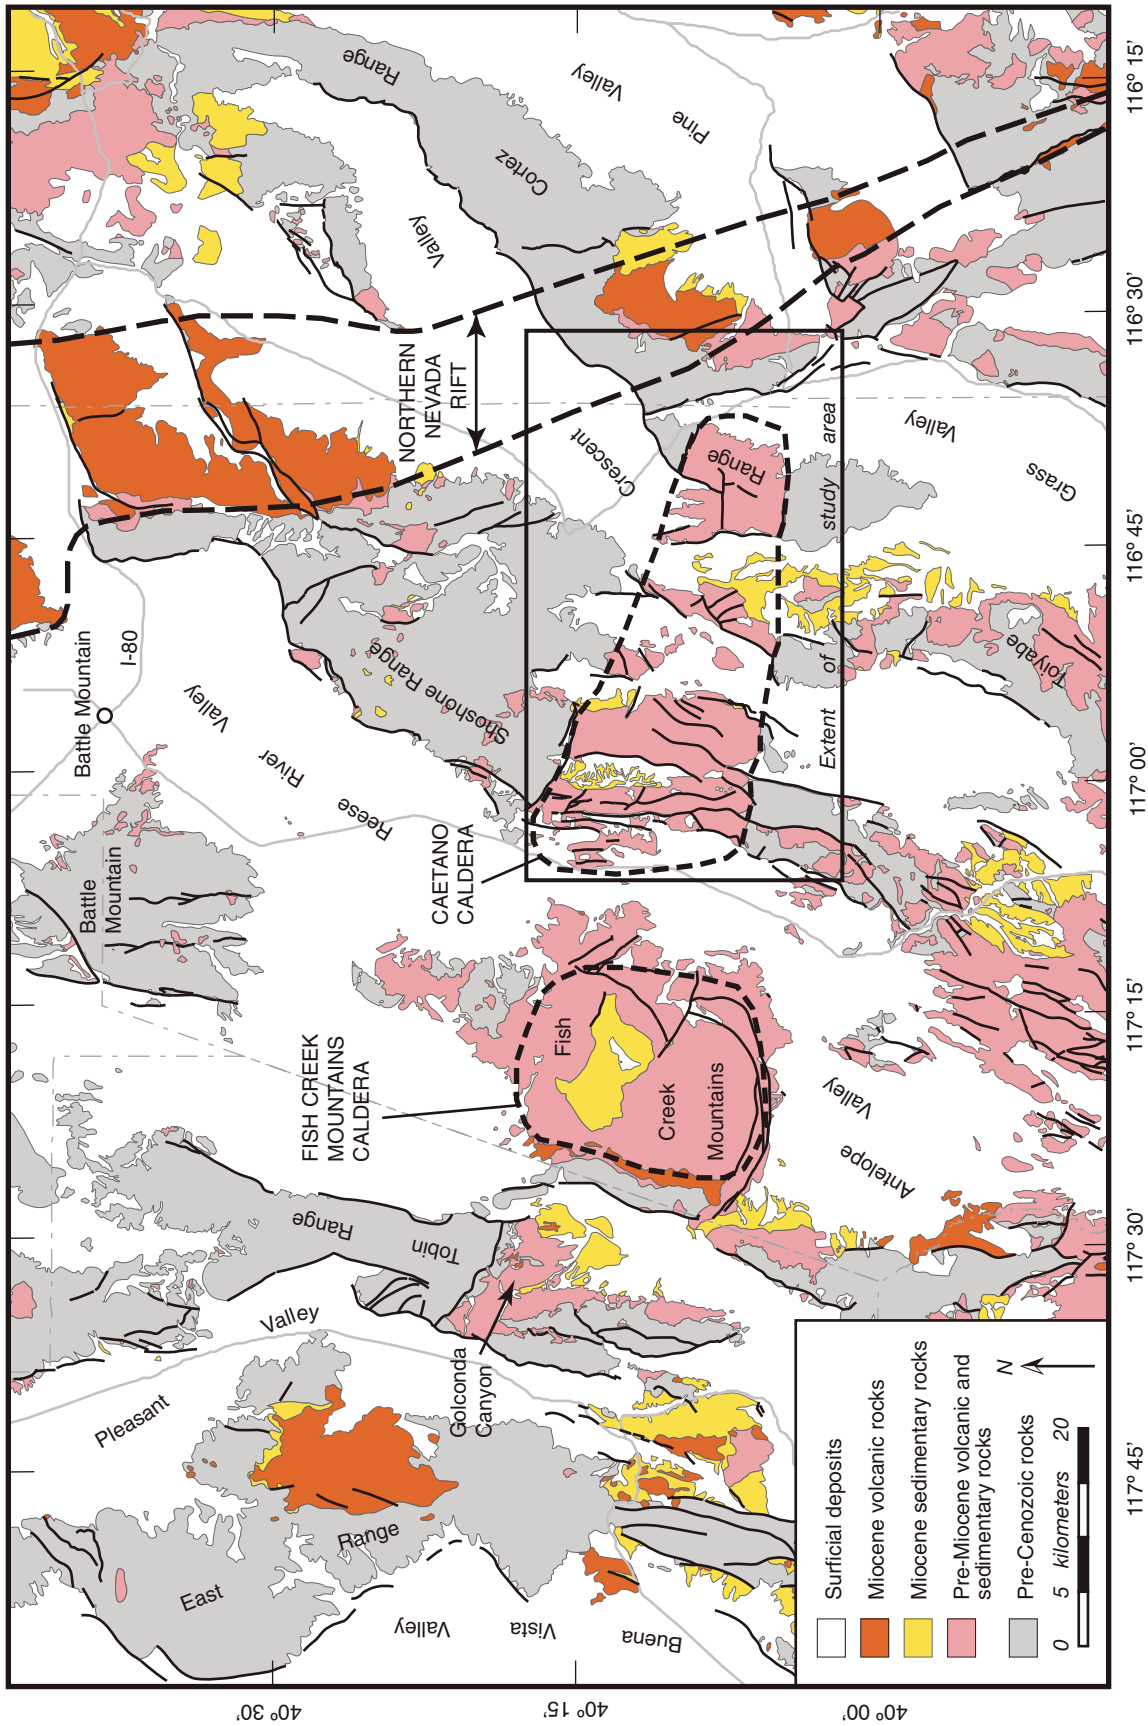 Battle Mountain
I-80
Battle
Mountain
Reese
River
Valley
Shoshone Range
NORTHERN
NEVADA
RIFT
Crescent
Valley
Cortez
Range
Pine
Valley
CAETANO
CALDERA
Range
Extent of study area
Toiyabe
Grass
Valley
FISH CREEK
MOUNTAINS
CALDERA
Fish
Creek
Mountains
Antelope
Valley
Tobin
Range
Golconda
Canyon
Pleasant
Valley
East
Range
Buena
Vista
Valley
40° 30'
40° 15'
40° 00'
117° 45'
117° 30'
117° 15'
117° 00'
116° 45'
116° 30'
116° 15'
Surficial deposits
Miocene volcanic rocks
Miocene sedimentary rocks
Pre-Miocene volcanic and
sedimentary rocks
Pre-Cenozoic rocks
0 5 kilometers 20
N